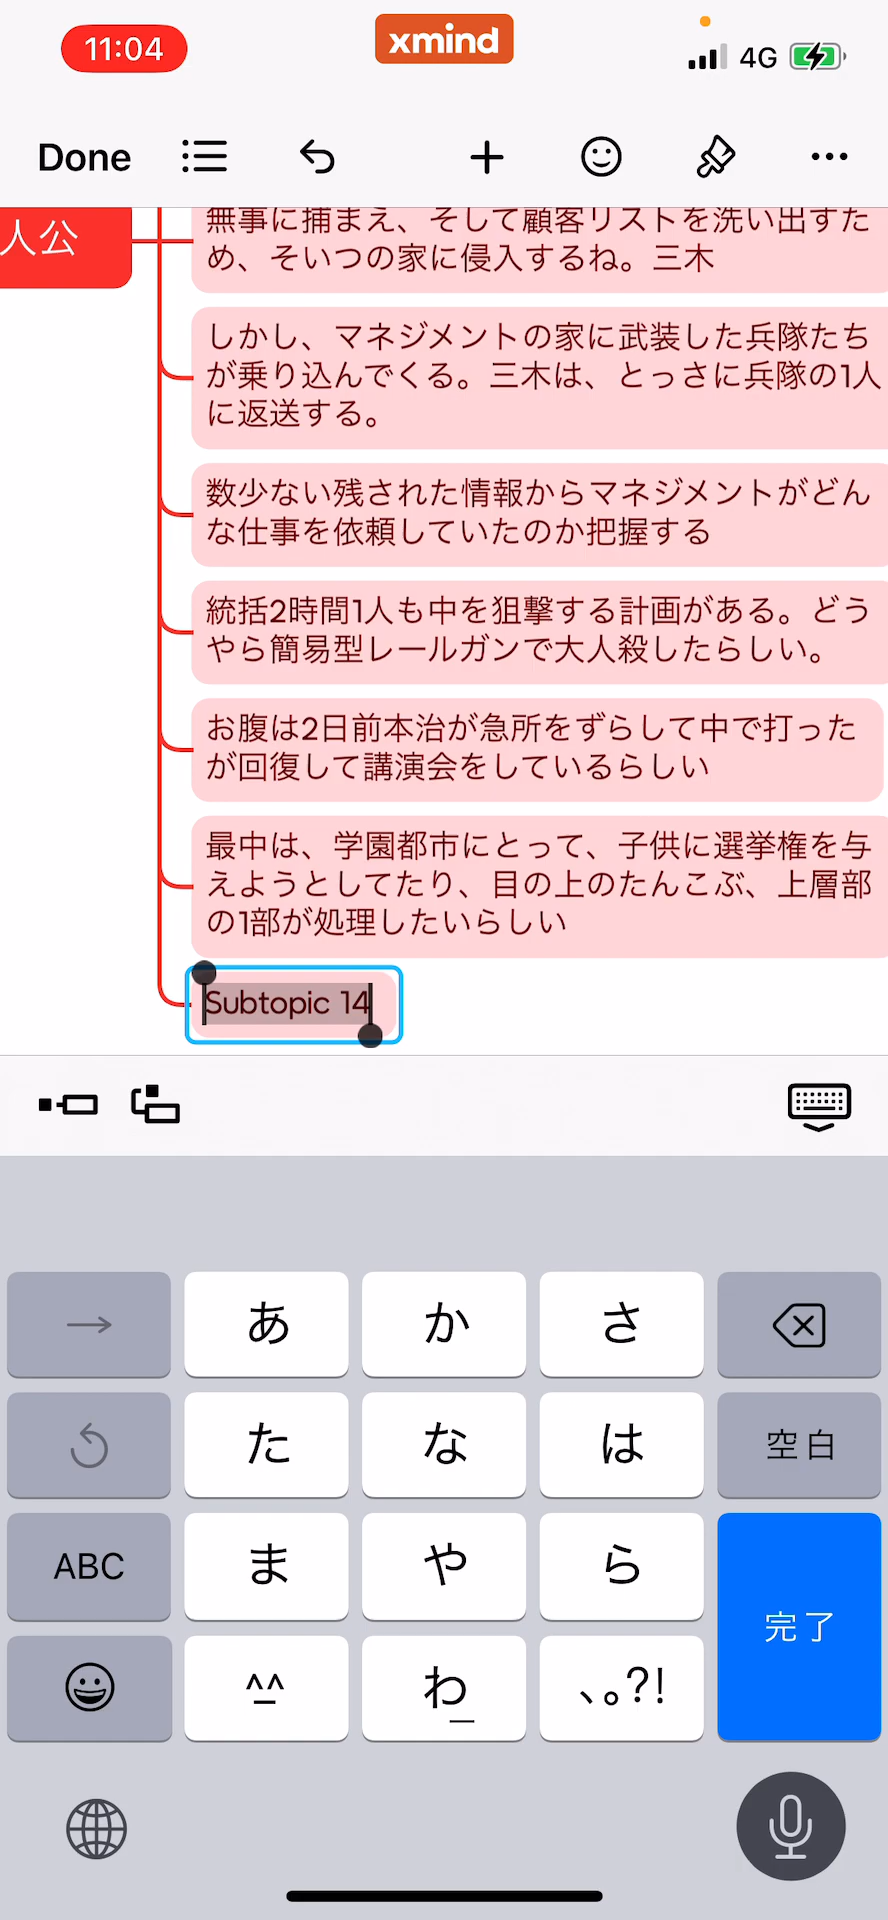 11:04
xmind
4G
Done
人公
無事に捕まえ、そして顧客リストを洗い出すた
め、そいつの家に侵入するね。三木
しかし、マネジメントの家に武装した兵隊たち
が乗り込んでくる。三木は、とっさに兵隊の1人
に返送する。
数少ない残された情報からマネジメントがどん
な仕事を依頼していたのか把握する
統括2時間1人も中を狙撃する計画がある。どう
やら簡易型レールガンで大人殺したらしい。
お腹は2日前本治が急所をずらして中で打った
が回復して講演会をしているらしい
最中は、学園都市にとって、子供に選挙権を与
えようとしてたり、目の上のたんこぶ、上層部
の1部が処理したいらしい
Subtopic 14
→ あ か さ
た な は 空白
ABC ま や ら 完了
^_^ わ_ 、。?!